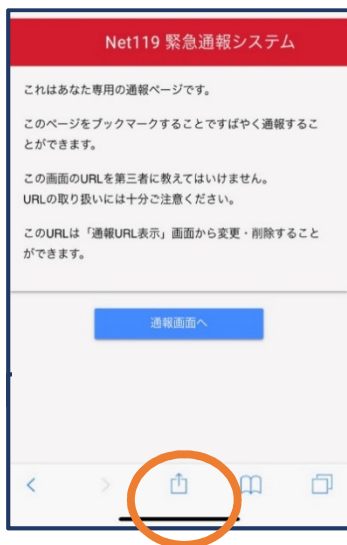 Net119 緊急通報システム
これはあなた専用の通報ページです。
このページをブックマークすることですばやく通報するこ
とができます。
この画面のURLを第三者に教えてはいけません。
URLの取り扱いには十分ご注意ください。
このURLは「通報URL表示」画面から変更・削除すること
ができます。
通報画面へ